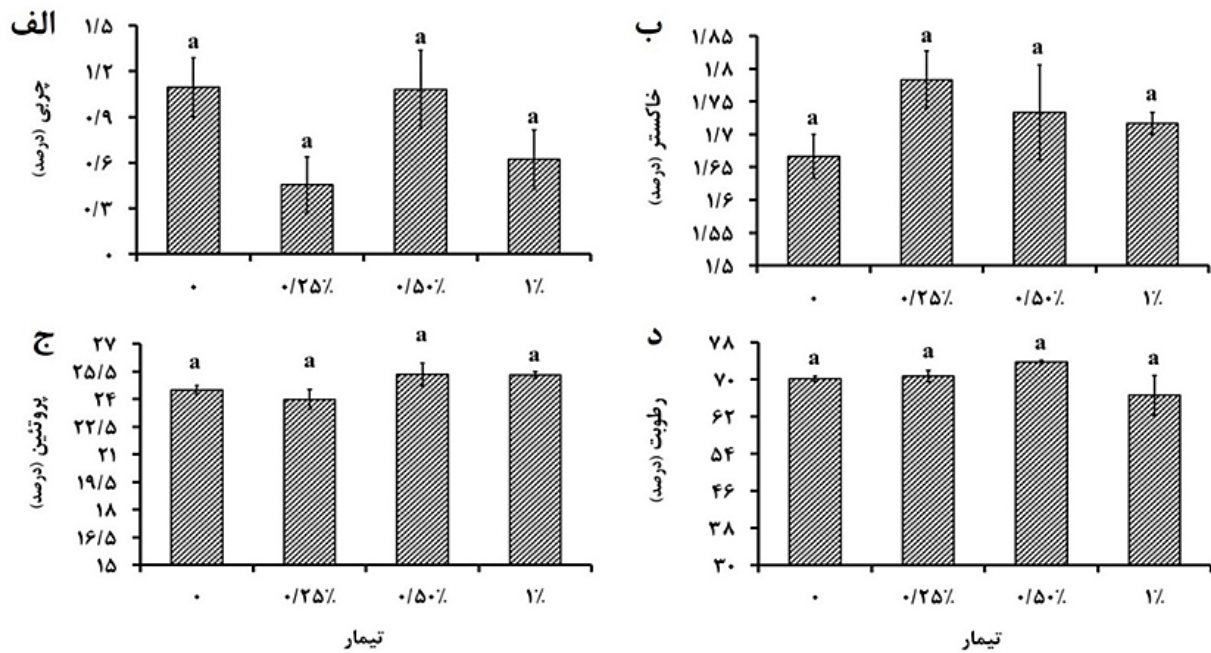 الف
چربی (درصد)
۱/۵
۱/۲
۰/۹
۰/۶
۰/۳
۰
a
a
a
a
۰
۰/۲۵٪
۰/۵۰٪
۱٪
ب
خاکستر (درصد)
۱/۸۵
۱/۸
۱/۷۵
۱/۷
۱/۶۵
۱/۶
۱/۵۵
۱/۵
a
a
a
a
۰
۰/۲۵٪
۰/۵۰٪
۱٪
ج
پروتئین (درصد)
۲۷
۲۵/۵
۲۴
۲۲/۵
۲۱
۱۹/۵
۱۸
۱۶/۵
۱۵
a
a
a
a
۰
۰/۲۵٪
۰/۵۰٪
۱٪
تیمار
د
رطوبت (درصد)
۷۸
۷۰
۶۲
۵۴
۴۶
۳۸
۳۰
a
a
a
a
۰
۰/۲۵٪
۰/۵۰٪
۱٪
تیمار